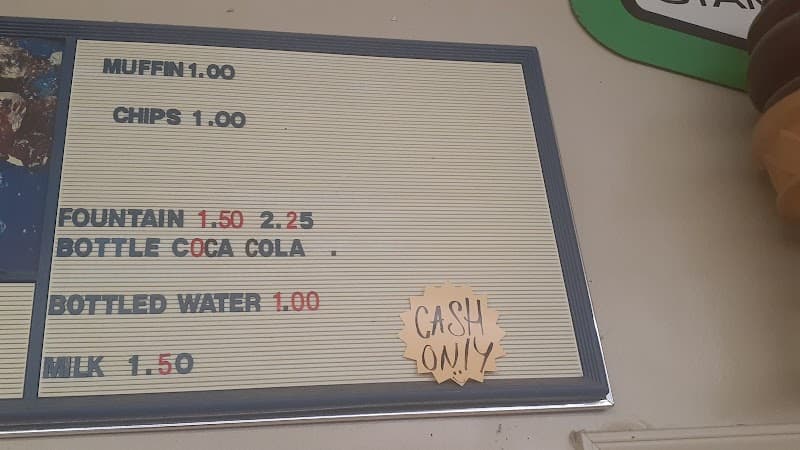 MUFFIN 1.00
CHIPS 1.00
FOUNTAIN 1.50 2.25
BOTTLE COCA COLA .
BOTTLED WATER 1.00
MILK 1.50
CASH
ONLY